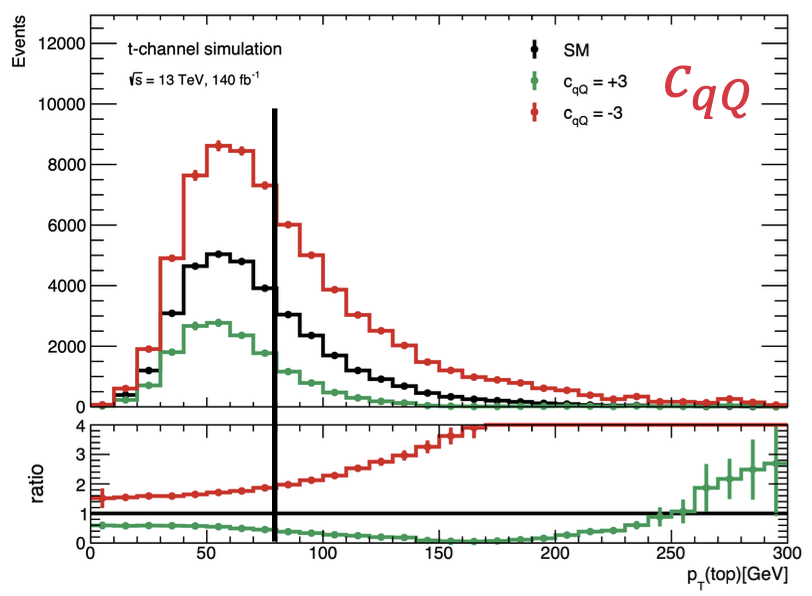 Events
12000
10000
8000
6000
4000
2000
0
t-channel simulation
√s = 13 TeV, 140 fb⁻¹
SM
c_qQ = +3
c_qQ = -3
c_qQ
ratio
4
3
2
1
0
0 50 100 150 200 250 300
p_T(top)[GeV]